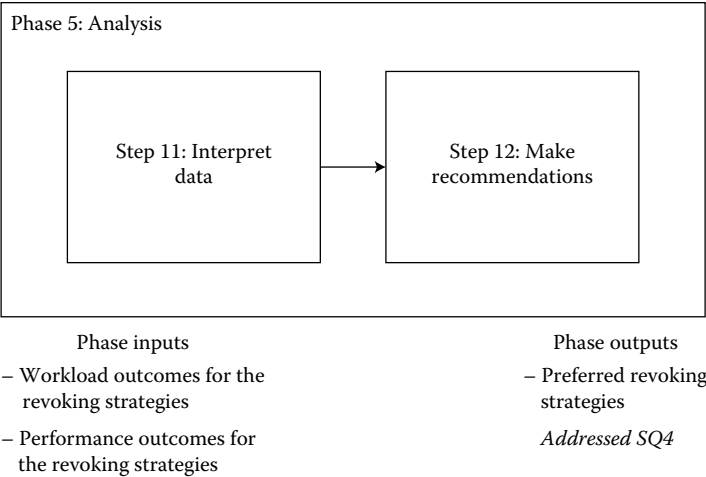 Phase 5: Analysis
Step 11: Interpret
data
Step 12: Make
recommendations
Phase inputs
– Workload outcomes for the
revoking strategies
– Performance outcomes for
the revoking strategies
Phase outputs
– Preferred revoking
strategies
Addressed SQ4